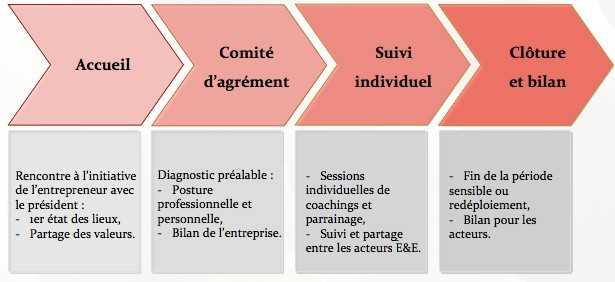 Accueil
Comité
d'agrément
Suivi
individuel
Clôture
et bilan
Rencontre à l'initiative
de l'entrepreneur avec
le président :
- 1er état des lieux,
- Partage des valeurs.
Diagnostic préalable :
- Posture
professionnelle et
personnelle,
- Bilan de l'entreprise.
- Sessions
individuelles de
coachings et
parrainage,
- Suivi et partage
entre les acteurs E&E.
- Fin de la période
sensible ou
redéploiement,
- Bilan pour les
acteurs.